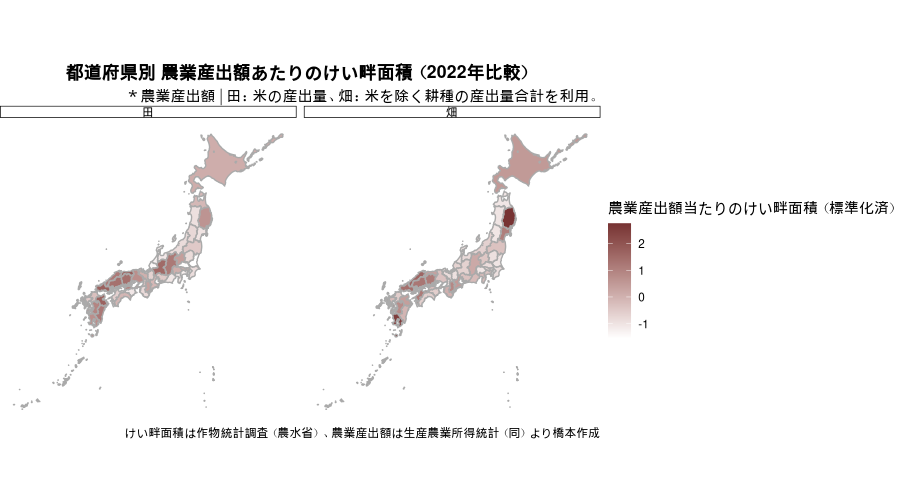 都道府県別 農業産出額あたりのけい畔面積（2022年比較）
＊農業産出額 | 田：米の産出量、畑：米を除く耕種の産出量合計を利用。
田
畑
農業産出額当たりのけい畔面積（標準化済）
2
1
0
-1
けい畔面積は作物統計調査（農水省）、農業産出額は生産農業所得統計（同）より橋本作成